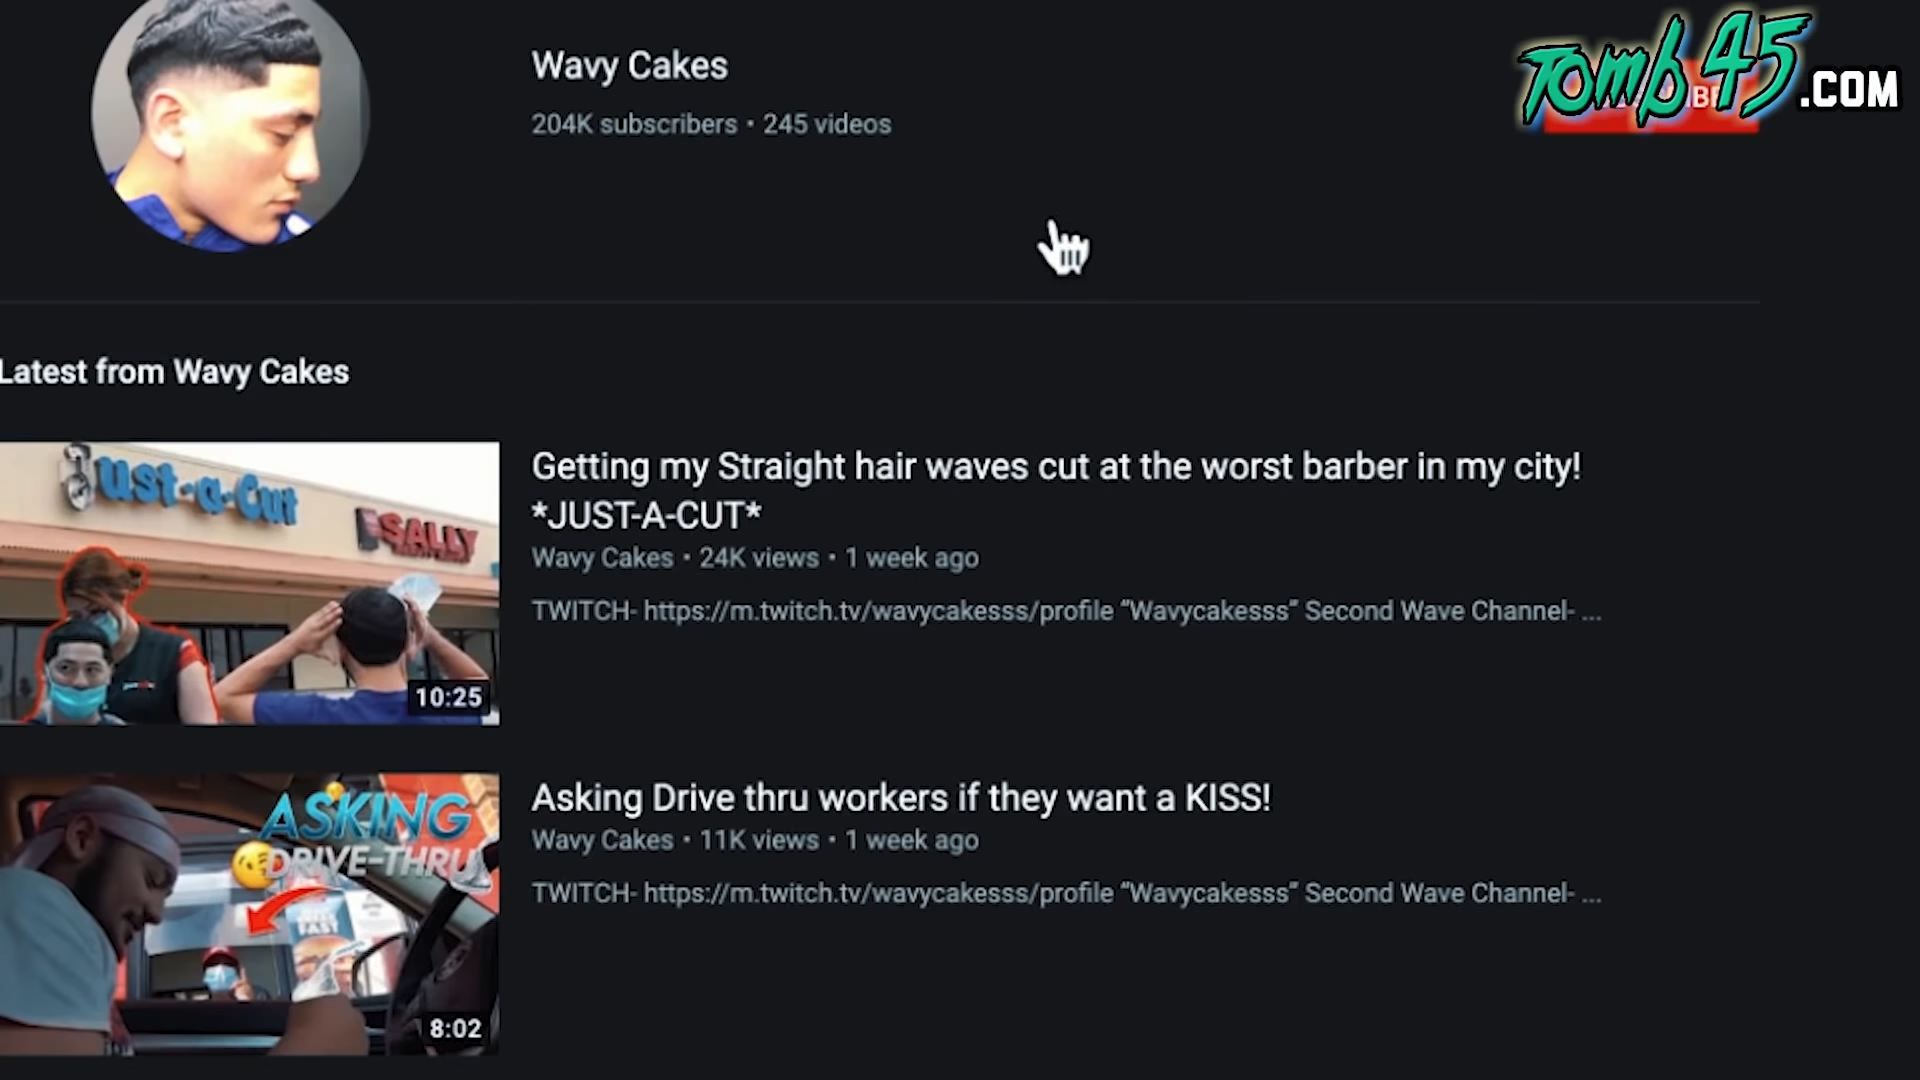 Tomb45.COM
Wavy Cakes
204K subscribers • 245 videos
Latest from Wavy Cakes
Just-a-Cut
SALLY
10:25
Getting my Straight hair waves cut at the worst barber in my city!
*JUST-A-CUT*
Wavy Cakes • 24K views • 1 week ago
TWITCH- https://m.twitch.tv/wavycakesss/profile “Wavycakesss” Second Wave Channel- ...
ASKING
DRIVE-THRU
8:02
Asking Drive thru workers if they want a KISS!
Wavy Cakes • 11K views • 1 week ago
TWITCH- https://m.twitch.tv/wavycakesss/profile “Wavycakesss” Second Wave Channel- ...